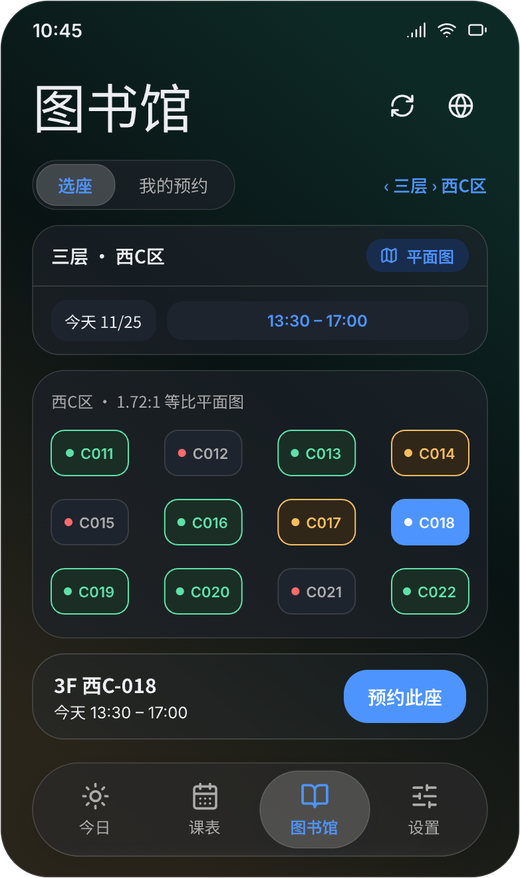 10:45
图书馆
选座 我的预约 ‹ 三层 › 西C区
三层 · 西C区 平面图
今天 11/25 13:30 – 17:00
西C区 · 1.72:1 等比平面图
C011 C012 C013 C014
C015 C016 C017 C018
C019 C020 C021 C022
3F 西C-018
今天 13:30 – 17:00
预约此座
今日 课表 图书馆 设置